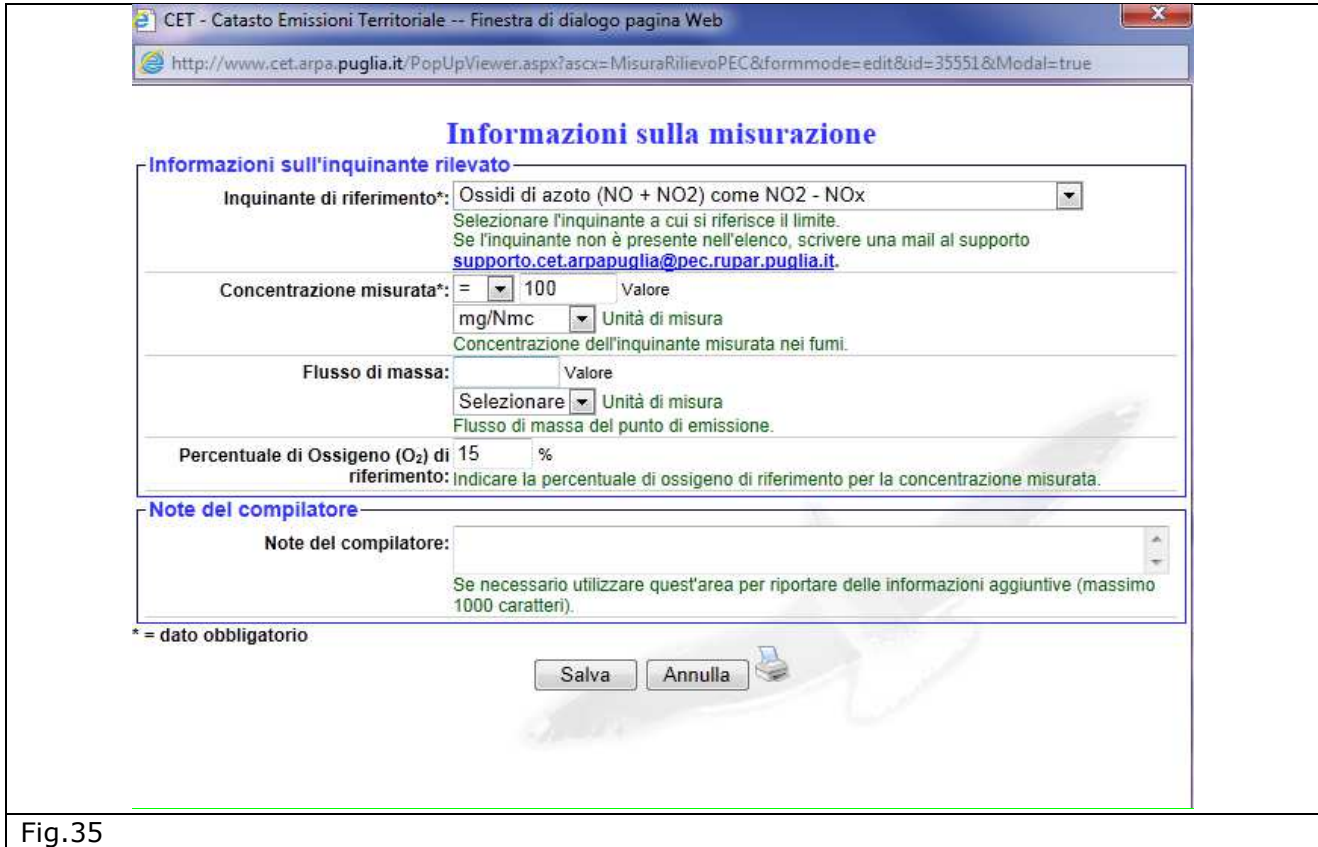 CET - Catasto Emissioni Territoriale -- Finestra di dialogo pagina Web
x
http://www.cet.arpa.puglia.it/PopUpViewer.aspx?ascx=MisuraRilievoPEC&formmode=edit&id=35551&Modal=true
Informazioni sulla misurazione
Informazioni sull'inquinante rilevato
Inquinante di riferimento*: Ossidi di azoto (NO + NO2) come NO2 - NOx
Selezionare l'inquinante a cui si riferisce il limite.
Se l'inquinante non è presente nell'elenco, scrivere una mail al supporto
supporto.cet.arpapuglia@pec.rupar.puglia.it.
Concentrazione misurata*: = 100 Valore
mg/Nmc Unità di misura
Concentrazione dell'inquinante misurata nei fumi.
Flusso di massa: Valore
Selezionare Unità di misura
Flusso di massa del punto di emissione.
Percentuale di Ossigeno (O₂) di 15 %
riferimento: Indicare la percentuale di ossigeno di riferimento per la concentrazione misurata.
Note del compilatore
Note del compilatore:
Se necessario utilizzare quest'area per riportare delle informazioni aggiuntive (massimo
1000 caratteri).
* = dato obbligatorio
Salva Annulla
Fig.35